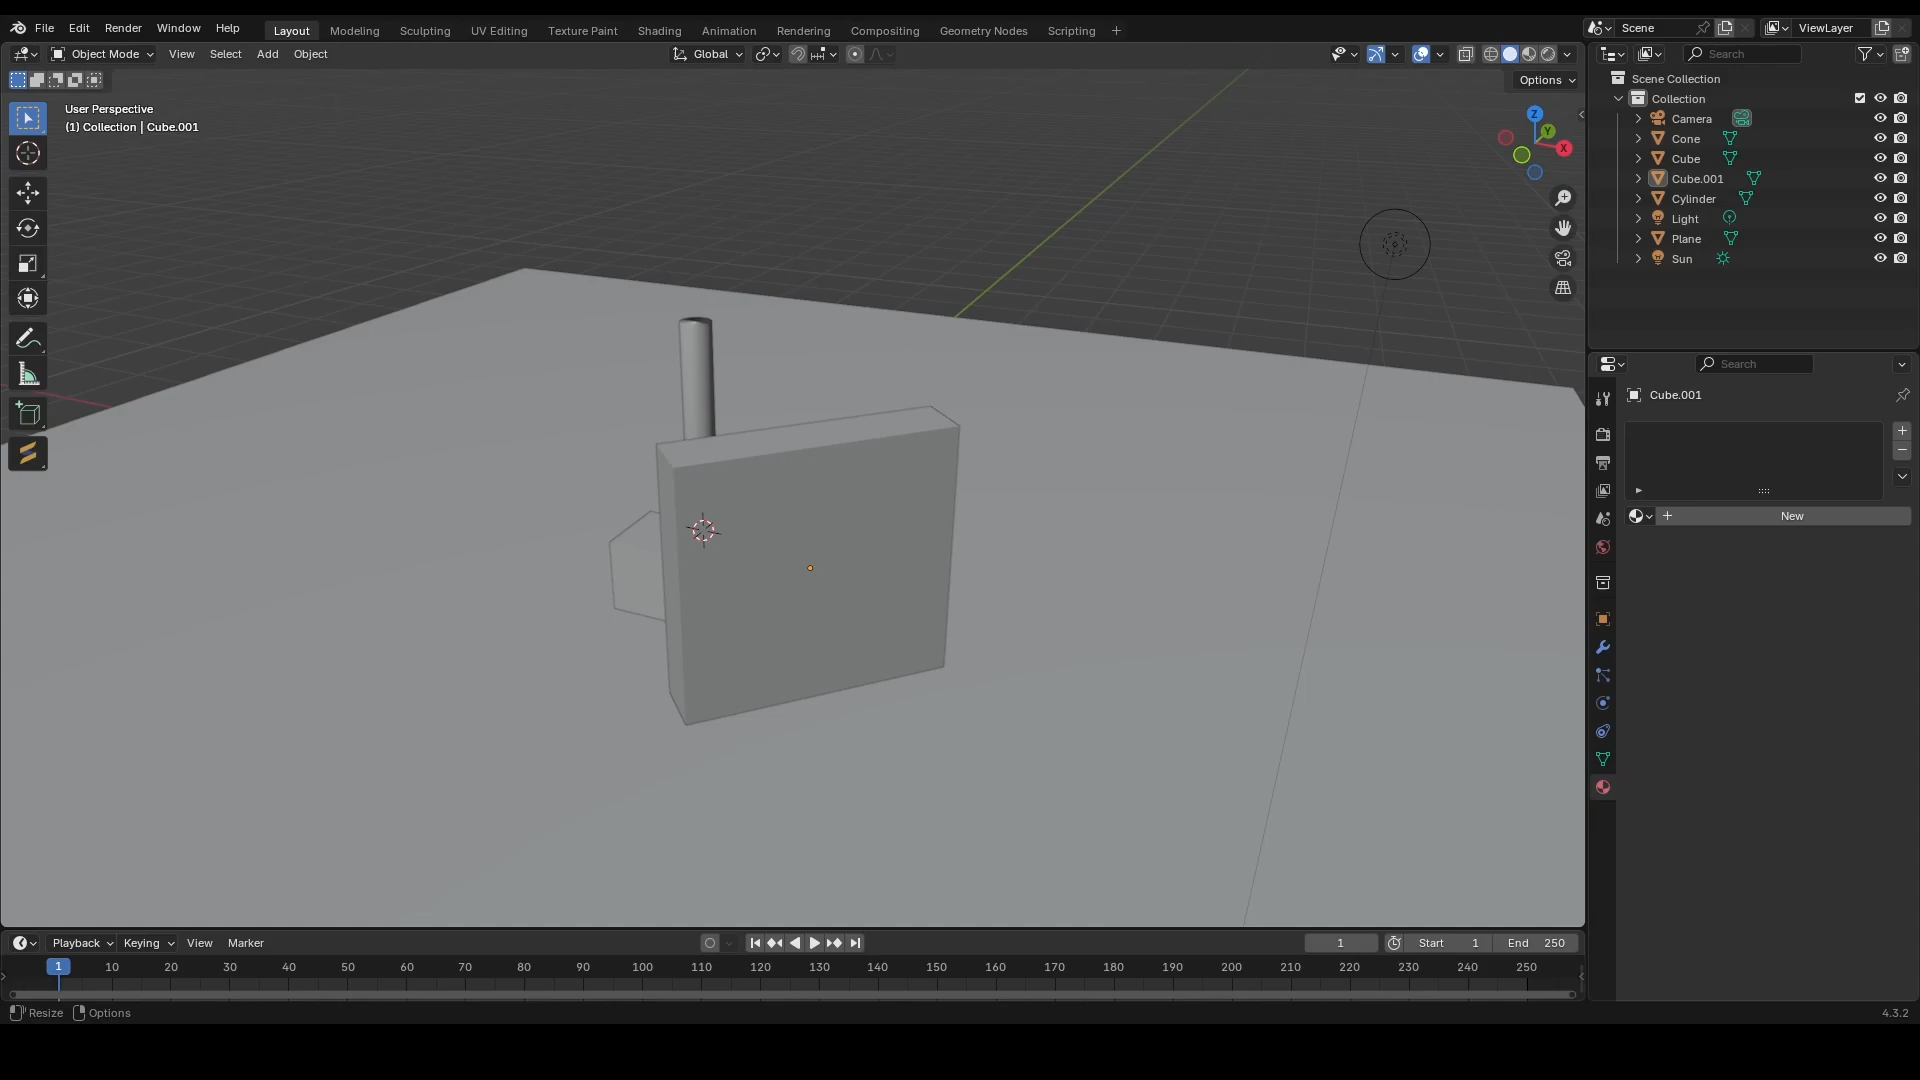 File Edit Render Window Help Layout Modeling Sculpting UV Editing Texture Paint Shading Animation Rendering Compositing Geometry Nodes Scripting + Scene ViewLayer
Object Mode View Select Add Object Global Search
Options
User Perspective
(1) Collection | Cube.001
Z
Y
X
Scene Collection
Collection
Camera
Cone
Cube
Cube.001
Cylinder
Light
Plane
Sun
Search
Cube.001
New
Playback Keying View Marker 1 Start 1 End 250
1 10 20 30 40 50 60 70 80 90 100 110 120 130 140 150 160 170 180 190 200 210 220 230 240 250
Resize Options 4.3.2